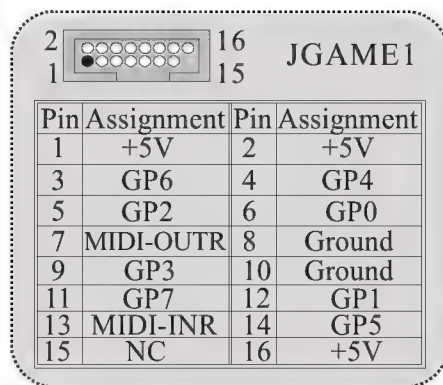 2 16 JGAME1
1 15
Pin Assignment Pin Assignment
1 +5V 2 +5V
3 GP6 4 GP4
5 GP2 6 GP0
7 MIDI-OUTR 8 Ground
9 GP3 10 Ground
11 GP7 12 GP1
13 MIDI-INR 14 GP5
15 NC 16 +5V